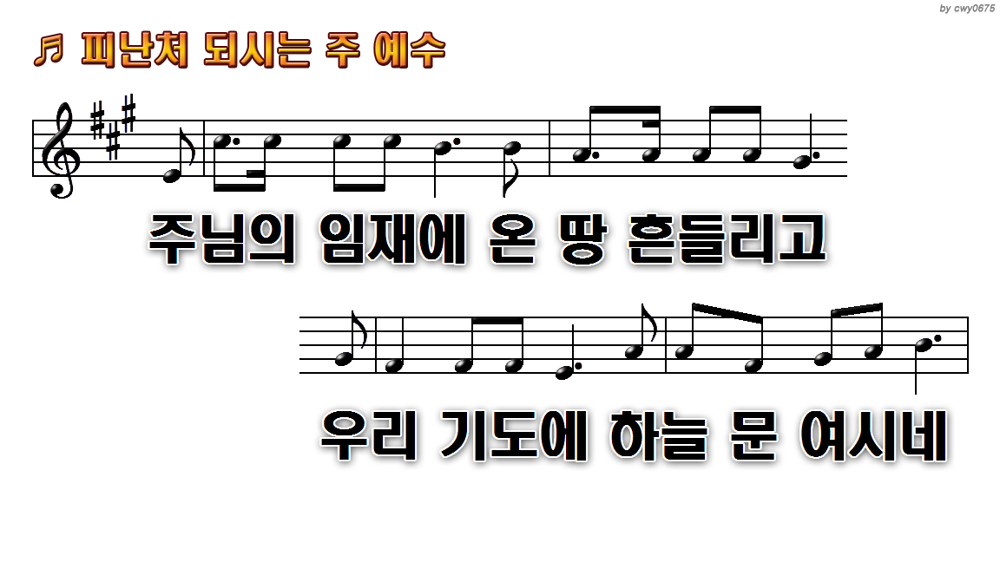 by cwy0675
♬ 피난처 되시는 주 예수
주님의 임재에 온 땅 흔들리고
우리 기도에 하늘 문 여시네